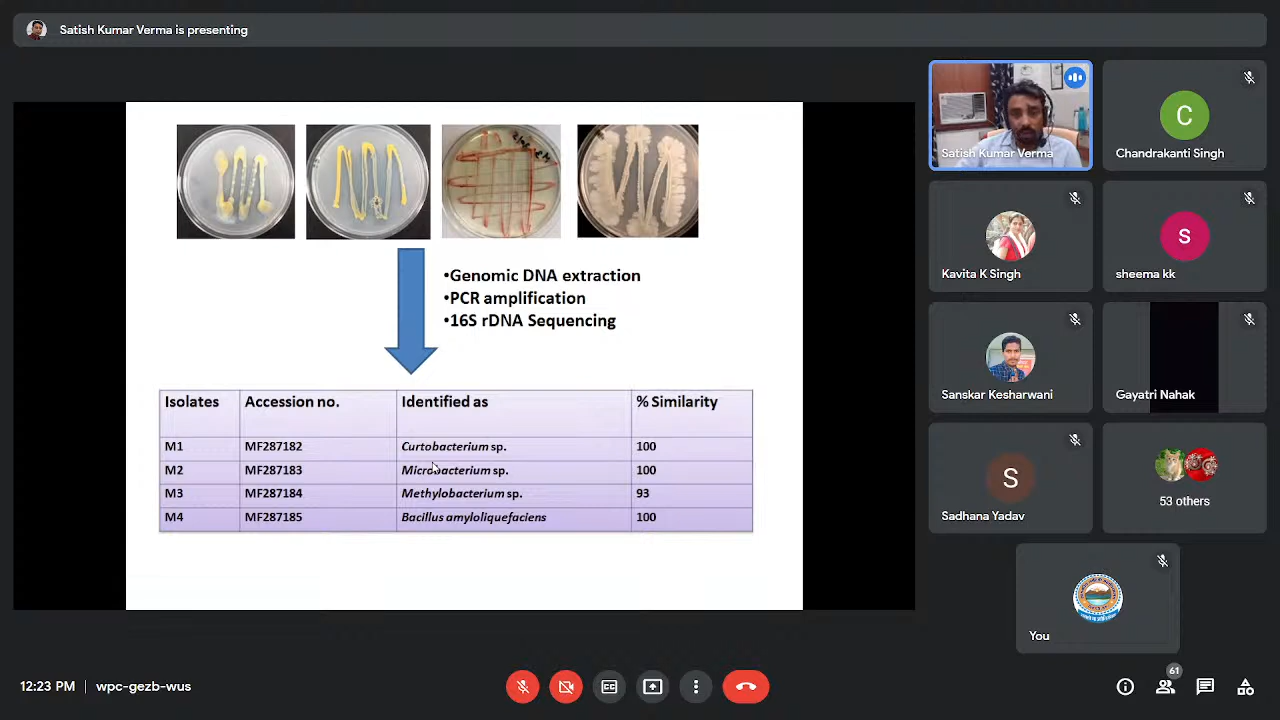 Satish Kumar Verma is presenting
•Genomic DNA extraction
•PCR amplification
•16S rDNA Sequencing
Isolates Accession no. Identified as % Similarity
M1 MF287182 Curtobacterium sp. 100
M2 MF287183 Microbacterium sp. 100
M3 MF287184 Methylobacterium sp. 93
M4 MF287185 Bacillus amyloliquefaciens 100
Satish Kumar Verma
C
Chandrakanti Singh
Kavita K Singh
S
sheema kk
Sanskar Kesharwani
Gayatri Nahak
S
Sadhana Yadav
53 others
You
12:23 PM | wpc-gezb-wus
CC
61